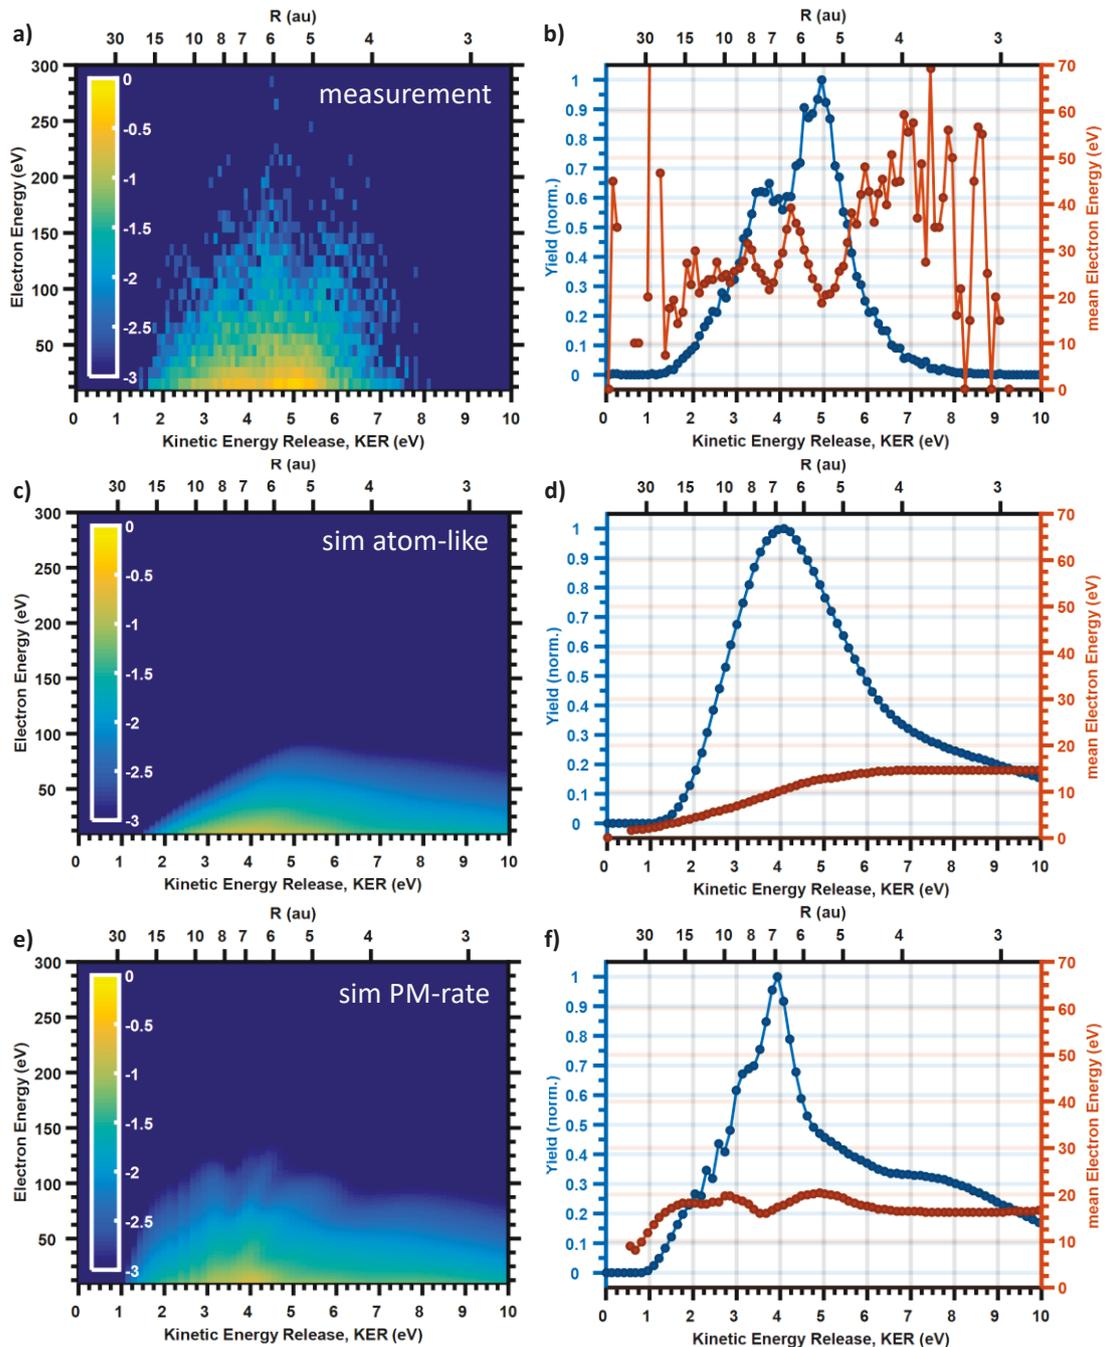 R (au)
a)
30 15 10 8 7 6 5 4 3
300
250
200
150
100
50
Electron Energy (eV)
0
-0.5
-1
-1.5
-2
-2.5
-3
measurement
0 1 2 3 4 5 6 7 8 9 10
Kinetic Energy Release, KER (eV)
R (au)
b)
30 15 10 8 7 6 5 4 3
1
0.9
0.8
0.7
0.6
0.5
0.4
0.3
0.2
0.1
0
Yield (norm.)
70
60
50
40
30
20
10
0
mean Electron Energy (eV)
0 1 2 3 4 5 6 7 8 9 10
Kinetic Energy Release, KER (eV)
R (au)
c)
30 15 10 8 7 6 5 4 3
300
250
200
150
100
50
Electron Energy (eV)
0
-0.5
-1
-1.5
-2
-2.5
-3
sim atom-like
0 1 2 3 4 5 6 7 8 9 10
Kinetic Energy Release, KER (eV)
R (au)
d)
30 15 10 8 7 6 5 4 3
1
0.9
0.8
0.7
0.6
0.5
0.4
0.3
0.2
0.1
0
Yield (norm.)
70
60
50
40
30
20
10
0
mean Electron Energy (eV)
0 1 2 3 4 5 6 7 8 9 10
Kinetic Energy Release, KER (eV)
R (au)
e)
30 15 10 8 7 6 5 4 3
300
250
200
150
100
50
Electron Energy (eV)
0
-0.5
-1
-1.5
-2
-2.5
-3
sim PM-rate
0 1 2 3 4 5 6 7 8 9 10
Kinetic Energy Release, KER (eV)
R (au)
f)
30 15 10 8 7 6 5 4 3
1
0.9
0.8
0.7
0.6
0.5
0.4
0.3
0.2
0.1
0
Yield (norm.)
70
60
50
40
30
20
10
0
mean Electron Energy (eV)
0 1 2 3 4 5 6 7 8 9 10
Kinetic Energy Release, KER (eV)